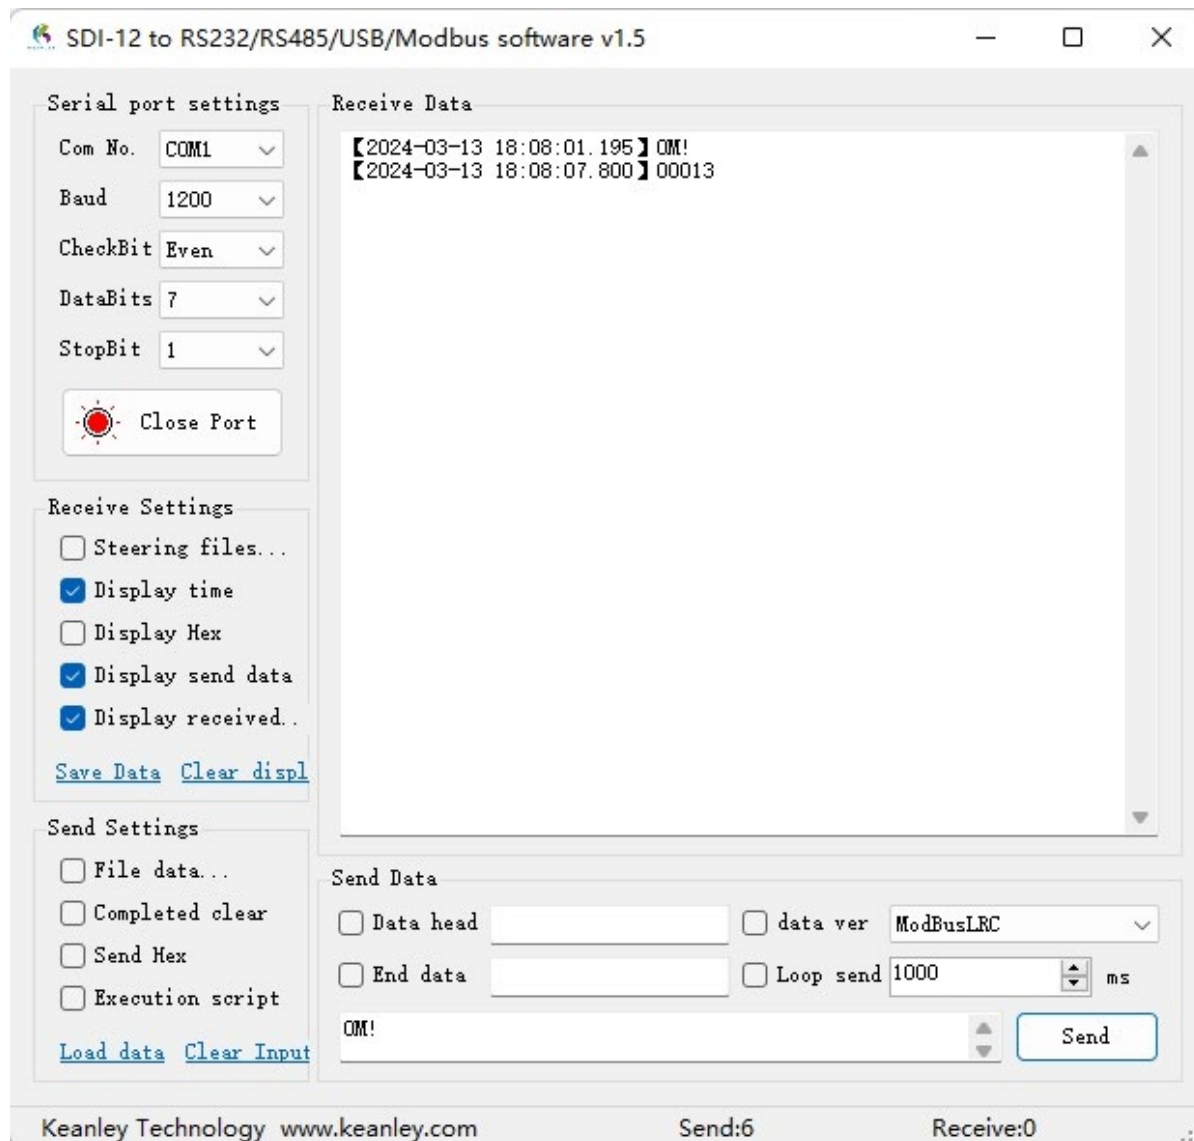 SDI-12 to RS232/RS485/USB/Modbus software v1.5
Serial port settings
Com No. COM1
Baud 1200
CheckBit Even
DataBits 7
StopBit 1
Close Port
Receive Settings
Steering files...
Display time
Display Hex
Display send data
Display received..
Save Data Clear displ
Send Settings
File data...
Completed clear
Send Hex
Execution script
Load data Clear Input
Receive Data
【2024-03-13 18:08:01.195】0M!
【2024-03-13 18:08:07.800】00013
Send Data
Data head data ver ModBusLRC
End data Loop send 1000 ms
0M! Send
Keanley Technology www.keanley.com Send:6 Receive:0